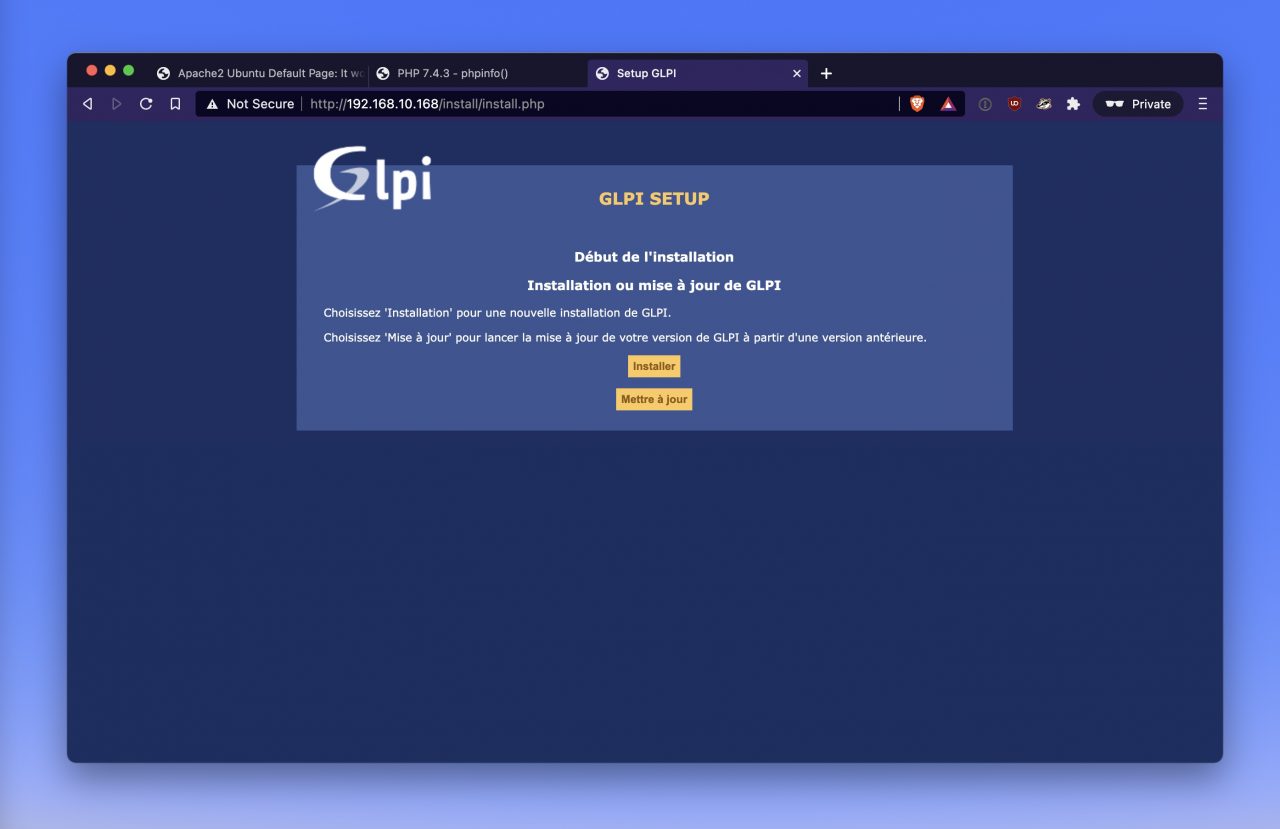 Apache2 Ubuntu Default Page: It wo
PHP 7.4.3 - phpinfo()
Setup GLPI
Not Secure
http://192.168.10.168/install/install.php
Private
Glpi
GLPI SETUP
Début de l'installation
Installation ou mise à jour de GLPI
Choisissez 'Installation' pour une nouvelle installation de GLPI.
Choisissez 'Mise à jour' pour lancer la mise à jour de votre version de GLPI à partir d'une version antérieure.
Installer
Mettre à jour